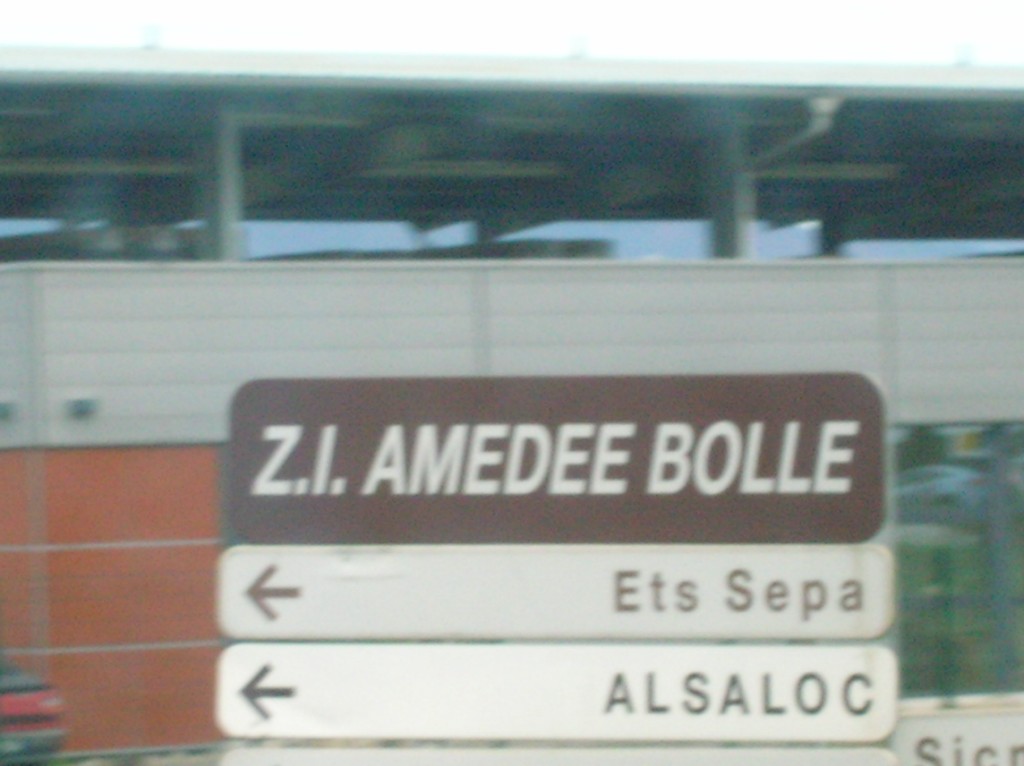 Z.I. AMEDEE BOLLE
Ets Sepa
ALSALOC